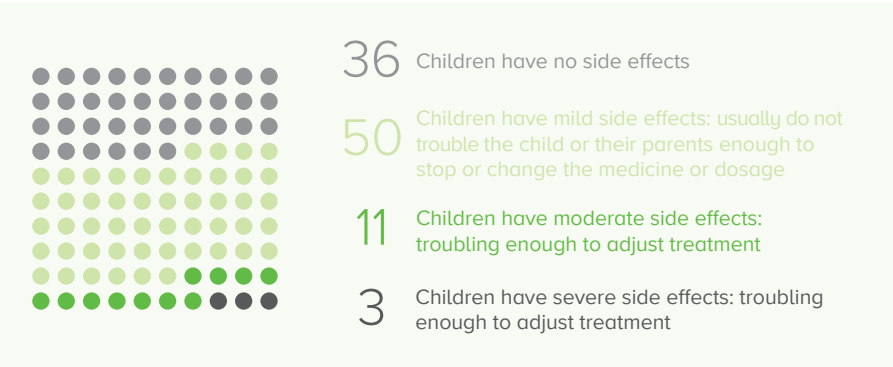 36 Children have no side effects
50 Children have mild side effects: usually do not
trouble the child or their parents enough to
stop or change the medicine or dosage
11 Children have moderate side effects:
troubling enough to adjust treatment
3 Children have severe side effects: troubling
enough to adjust treatment